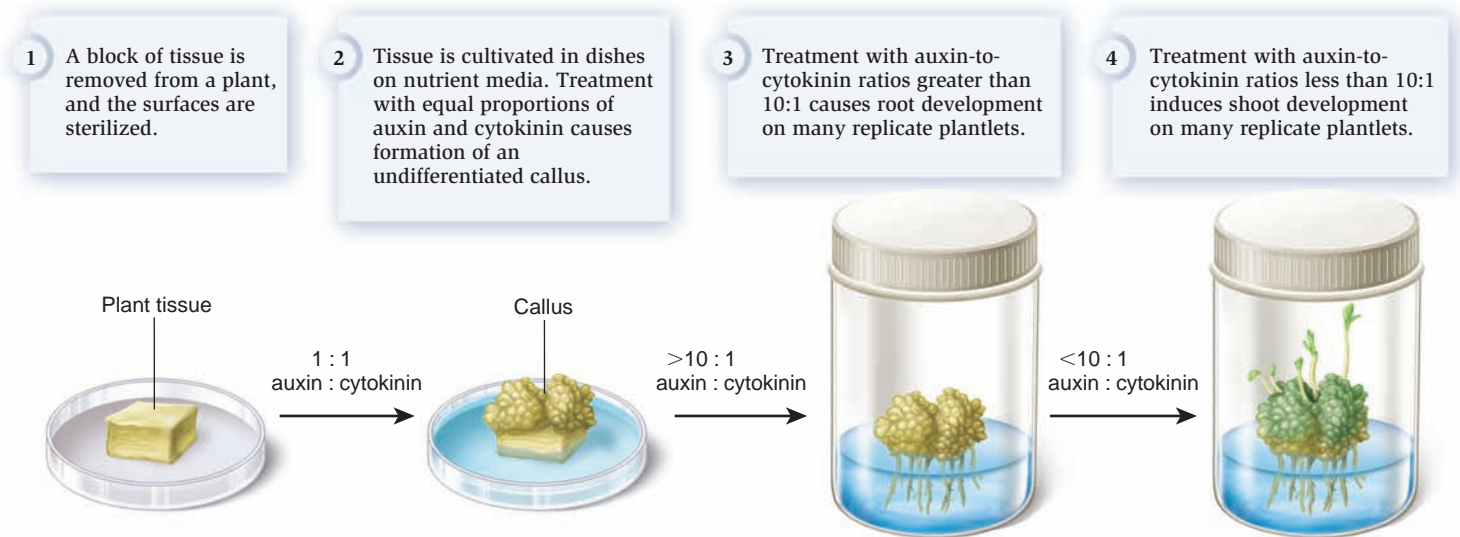 1
A block of tissue is
removed from a plant,
and the surfaces are
sterilized.
2
Tissue is cultivated in dishes
on nutrient media. Treatment
with equal proportions of
auxin and cytokinin causes
formation of an
undifferentiated callus.
3
Treatment with auxin-to-
cytokinin ratios greater than
10:1 causes root development
on many replicate plantlets.
4
Treatment with auxin-to-
cytokinin ratios less than 10:1
induces shoot development
on many replicate plantlets.
Plant tissue
1 : 1
auxin : cytokinin
Callus
>10 : 1
auxin : cytokinin
<10 : 1
auxin : cytokinin